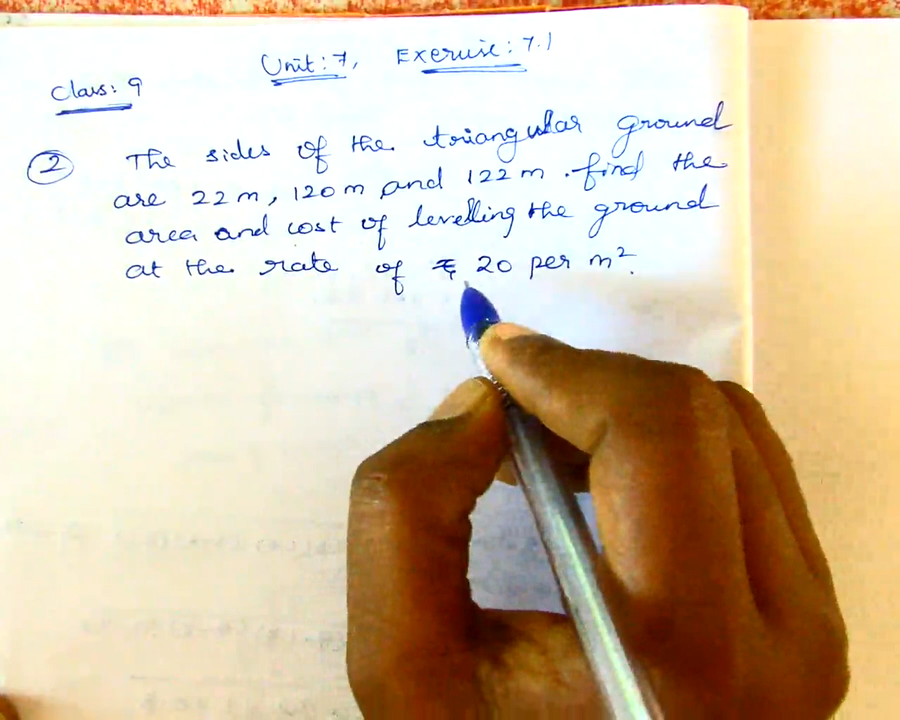 Unit: 7, Exercise: 7.1
Class: 9
② The sides of the triangular ground
are 22 m, 120 m and 122 m. find the
area and cost of levelling the ground
at the rate of ₹ 20 per m².